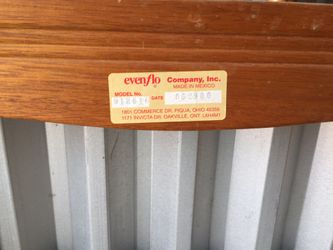 evenflo Company, Inc.
MADE IN MEXICO
MODEL No. DATE
1801 COMMERCE DR. PIQUA, OHIO 45356
1171 INVICTA DR. OAKVILLE, ONT. L6H4M1